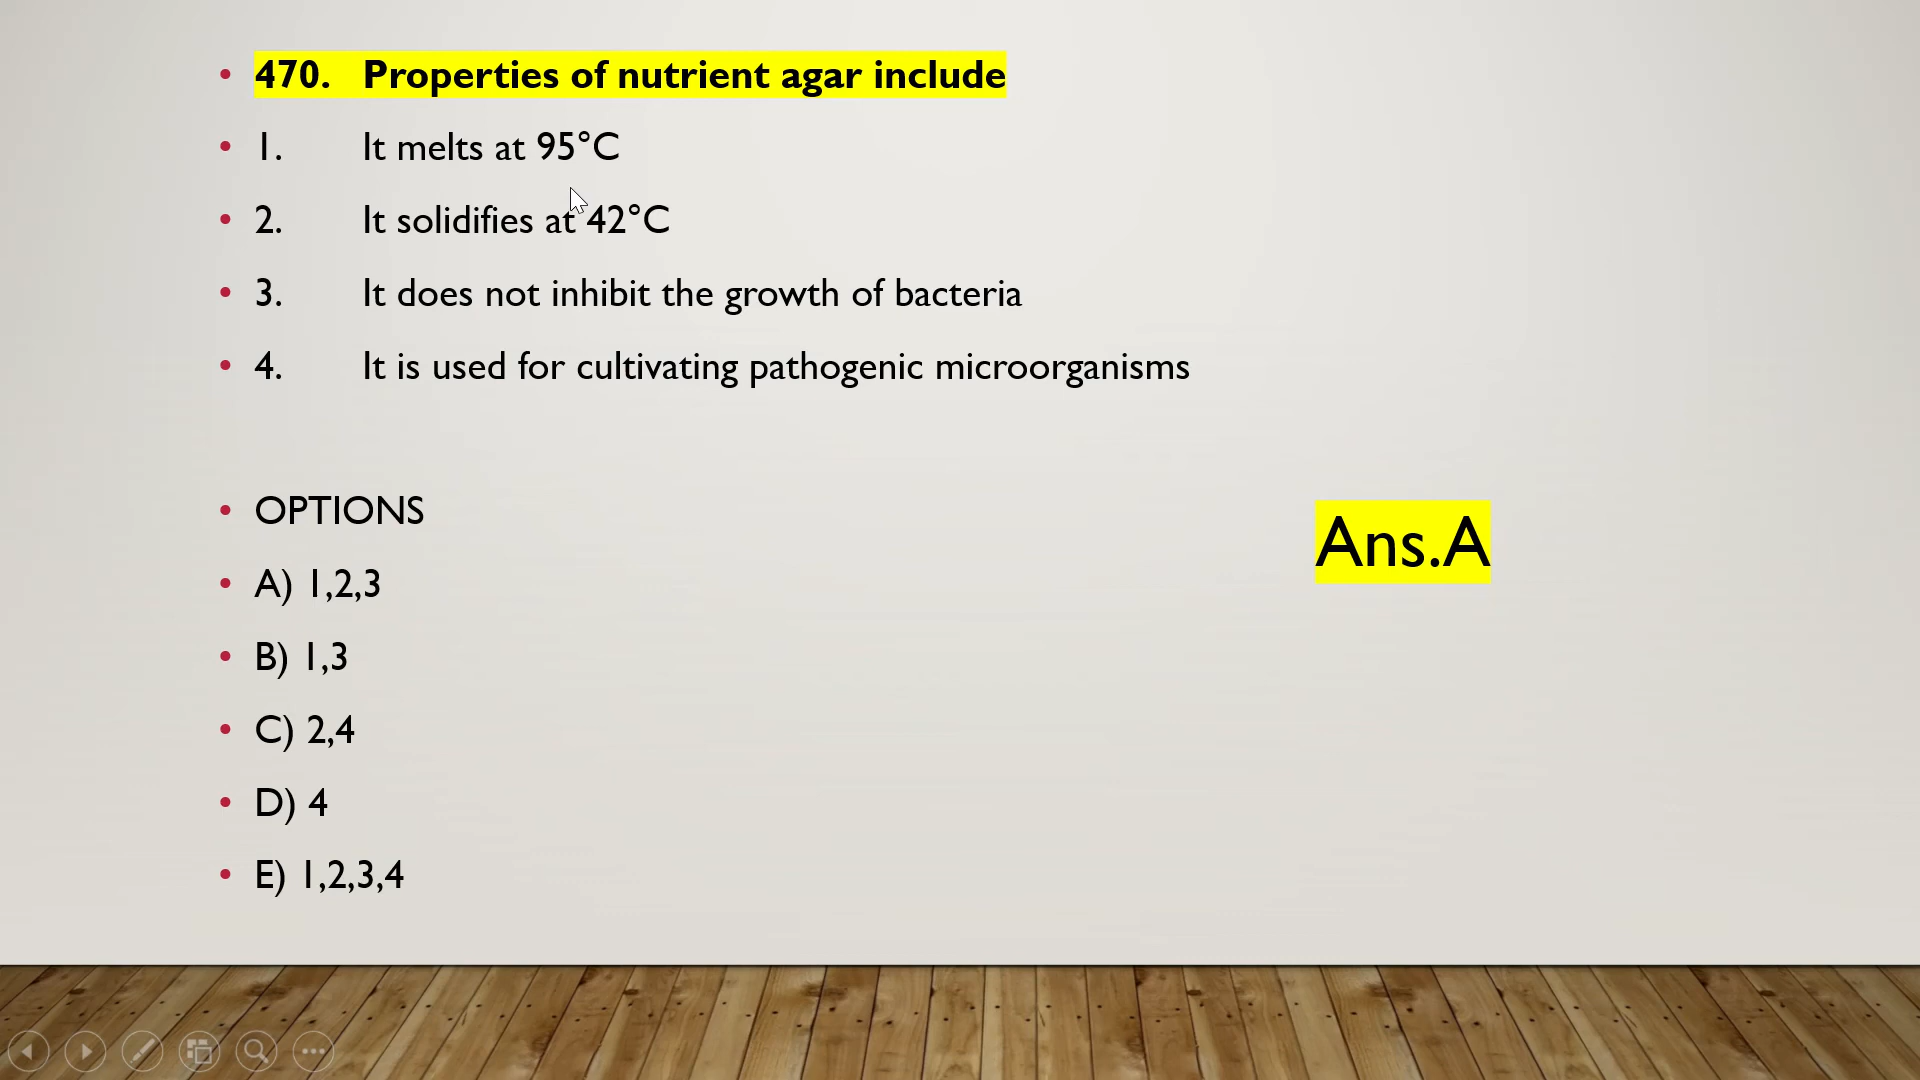 470. Properties of nutrient agar include
1. It melts at 95°C
2. It solidifies at 42°C
3. It does not inhibit the growth of bacteria
4. It is used for cultivating pathogenic microorganisms
OPTIONS
Ans.A
A) 1,2,3
B) 1,3
C) 2,4
D) 4
E) 1,2,3,4